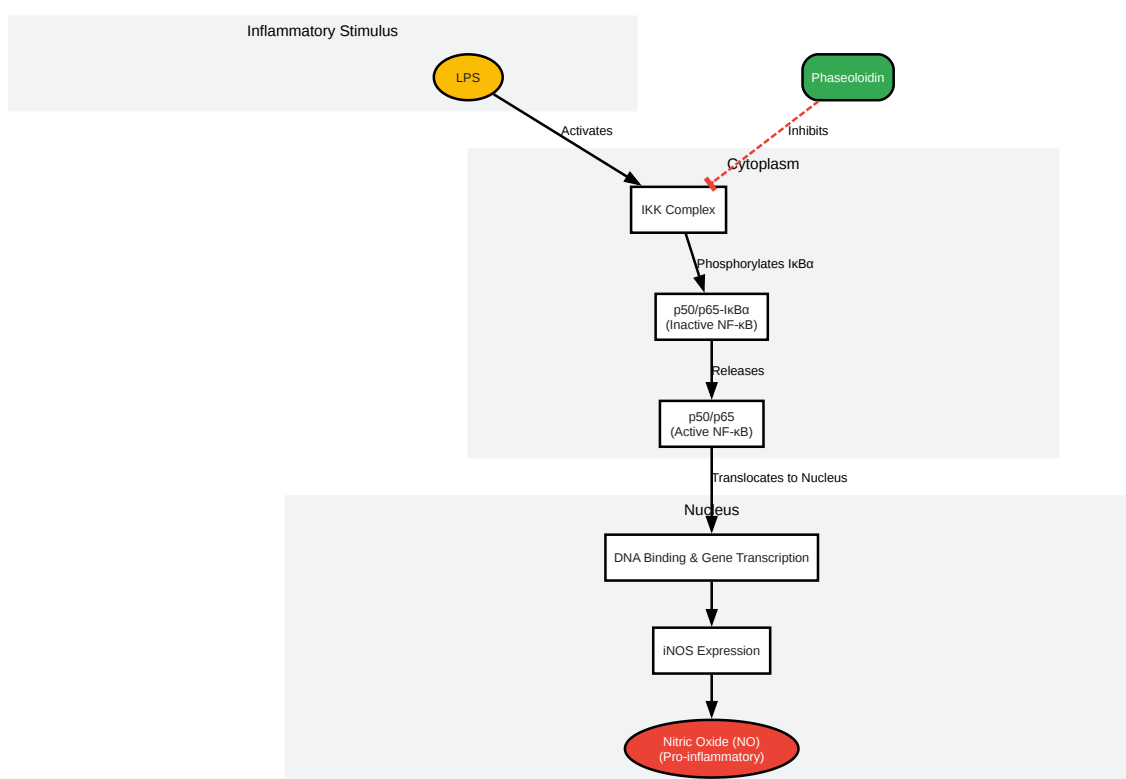 Inflammatory Stimulus
LPS
Phaseoloidin
Activates
Inhibits
Cytoplasm
IKK Complex
Phosphorylates IκBα
p50/p65-IκBα
(Inactive NF-κB)
Releases
p50/p65
(Active NF-κB)
Translocates to Nucleus
Nucleus
DNA Binding & Gene Transcription
iNOS Expression
Nitric Oxide (NO)
(Pro-inflammatory)